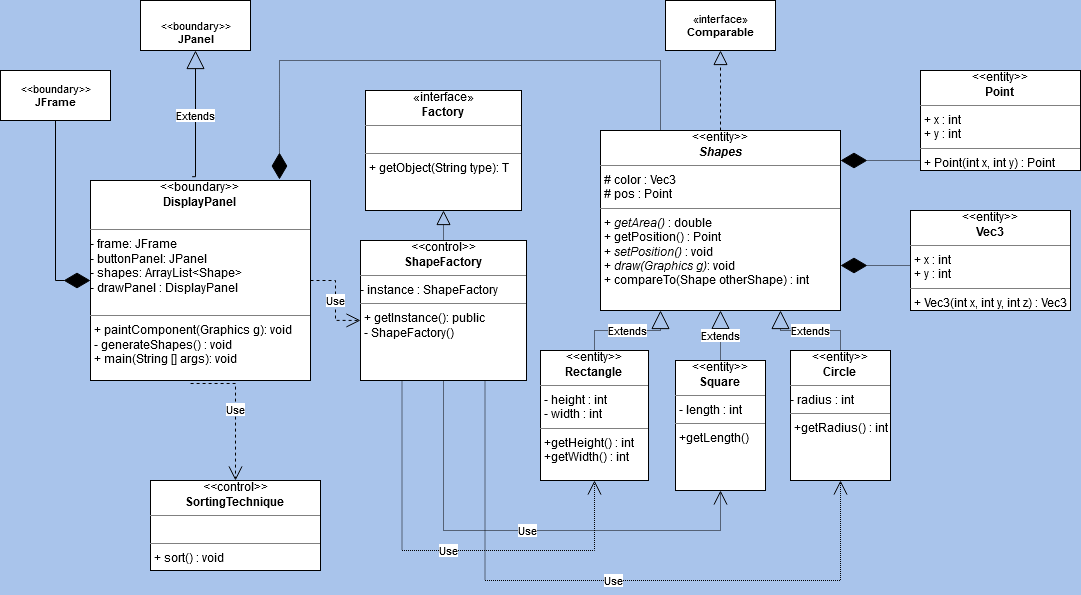 <<boundary>>
JPanel
<<boundary>>
JFrame
Extends
«interface»
Comparable
<<boundary>>
DisplayPanel
- frame: JFrame
- buttonPanel: JPanel
- shapes: ArrayList<Shape>
- drawPanel : DisplayPanel
+ paintComponent(Graphics g): void
- generateShapes() : void
+ main(String [] args): void
«interface»
Factory
+ getObject(String type): T
<<control>>
ShapeFactory
- instance : ShapeFactory
+ getInstance(): public
- ShapeFactory()
Use
Use
<<control>>
SortingTechnique
+ sort() : void
<<entity>>
Shapes
# color : Vec3
# pos : Point
+ getArea() : double
+ getPosition() : Point
+ setPosition() : void
+ draw(Graphics g): void
+ compareTo(Shape otherShape) : int
<<entity>>
Point
+ x : int
+ y : int
+ Point(int x, int y) : Point
<<entity>>
Vec3
+ x : int
+ y : int
+ Vec3(int x, int y, int z) : Vec3
Extends
Extends
Extends
<<entity>>
Rectangle
- height : int
- width : int
+getHeight() : int
+getWidth() : int
<<entity>>
Square
- length : int
+getLength()
<<entity>>
Circle
- radius : int
+getRadius() : int
Use
Use
Use